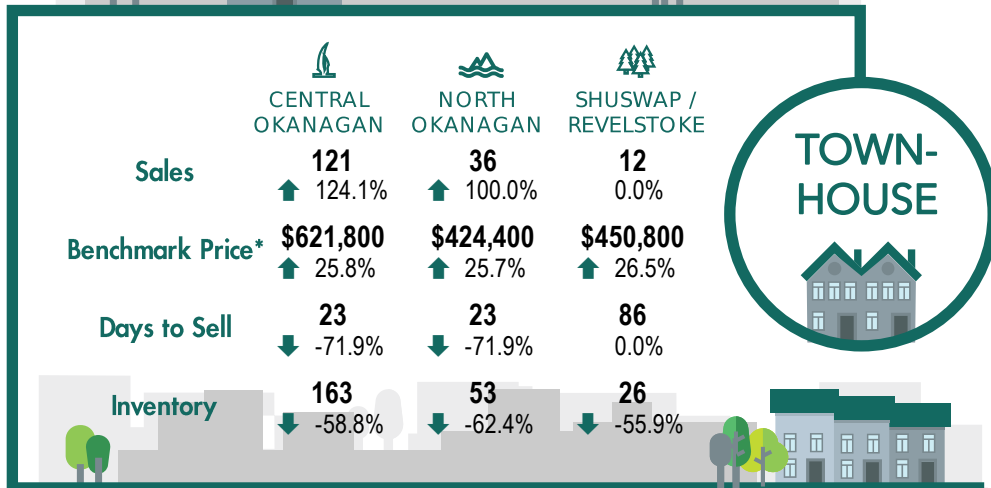 CENTRAL OKANAGAN
NORTH OKANAGAN
SHUSWAP / REVELSTOKE
TOWN-
HOUSE
Sales
121
36
12
124.1%
100.0%
0.0%
Benchmark Price*
$621,800
$424,400
$450,800
25.8%
25.7%
26.5%
Days to Sell
23
23
86
-71.9%
-71.9%
0.0%
Inventory
163
53
26
-58.8%
-62.4%
-55.9%